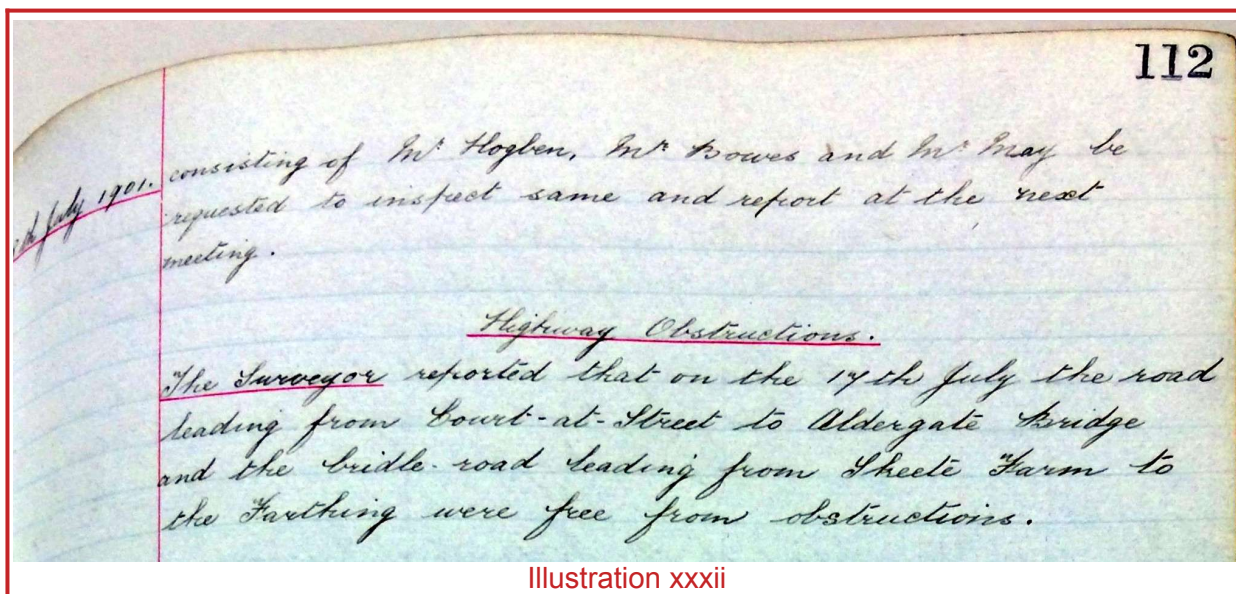 112
July 1901.
consisting of Mr Hogben, Mr Bowes and Mr May be
requested to inspect same and report at the next
meeting.
Highway Obstructions.
The Surveyor reported that on the 17th July the road
leading from Court-at-Street to Aldergate Bridge
and the bridle-road leading from Skeete Farm to
the Farthing were free from obstructions.
Illustration xxxii